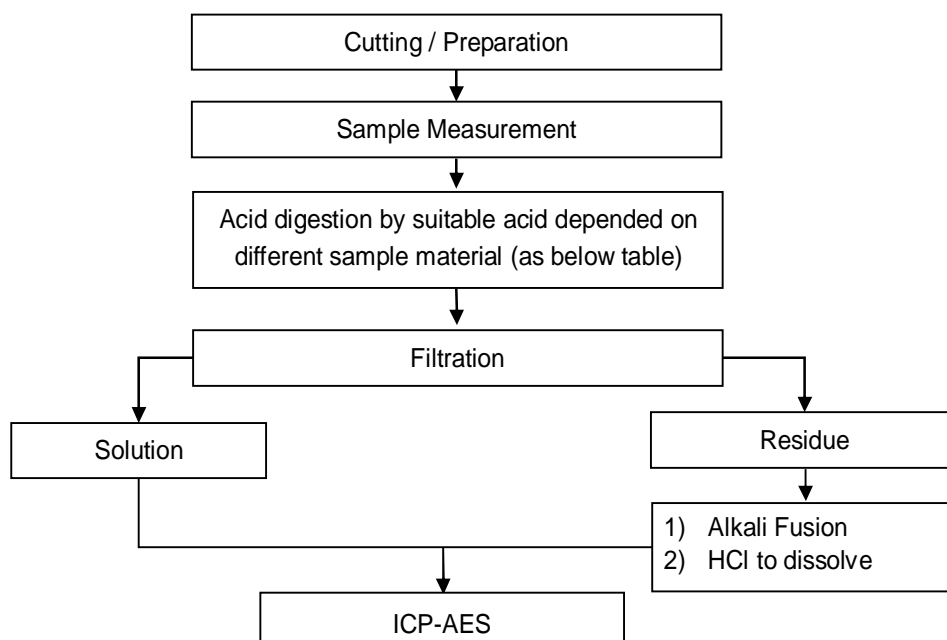 Cutting / Preparation
Sample Measurement
Acid digestion by suitable acid depended on
different sample material (as below table)
Filtration
Solution
Residue
1) Alkali Fusion
2) HCl to dissolve
ICP-AES